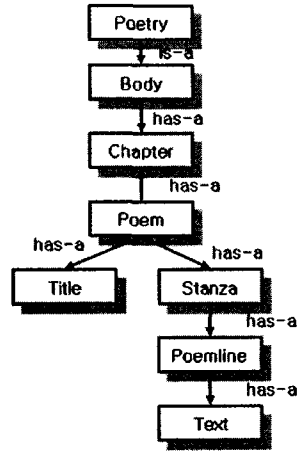 Poetry
is-a
Body
has-a
Chapter
has-a
Poem
has-a has-a
Title Stanza
has-a
Poemline
has-a
Text